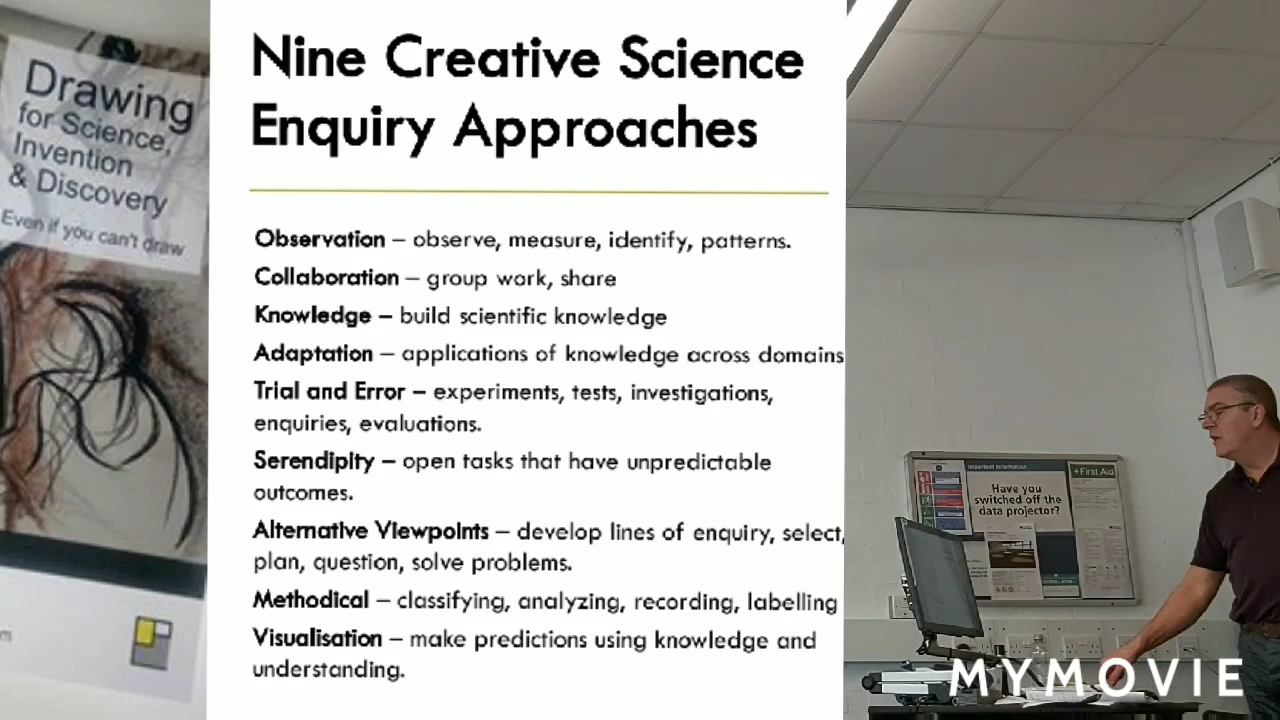 Drawing
for Science,
Invention
& Discovery
Even if you can't draw
Nine Creative Science
Enquiry Approaches
Observation – observe, measure, identify, patterns.
Collaboration – group work, share
Knowledge – build scientific knowledge
Adaptation – applications of knowledge across domains
Trial and Error – experiments, tests, investigations,
enquiries, evaluations.
Serendipity – open tasks that have unpredictable
outcomes.
Alternative Viewpoints – develop lines of enquiry, select,
plan, question, solve problems.
Methodical – classifying, analyzing, recording, labelling
Visualisation – make predictions using knowledge and
understanding.
Important Information
+First Aid
Have you
switched off the
data projector?
MYMOVIE